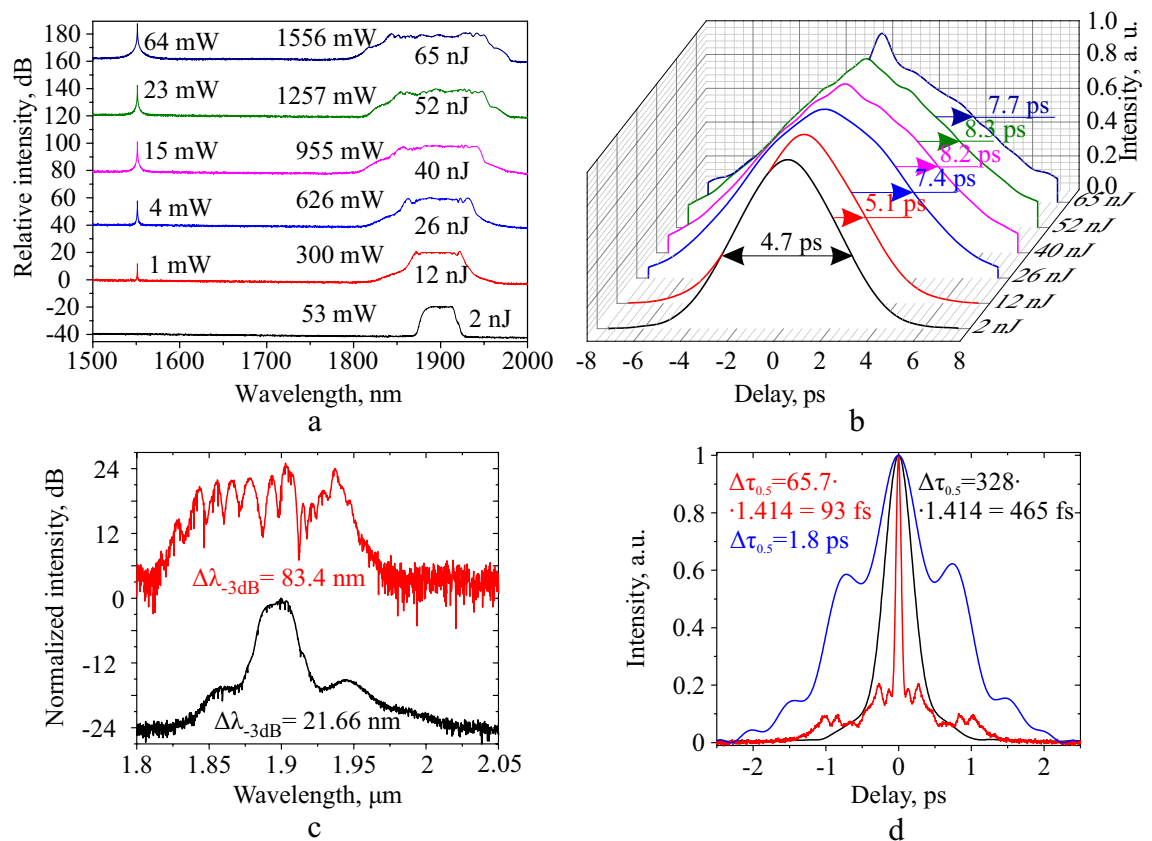 Relative intensity, dB
180
160
140
120
100
80
60
40
20
0
-20
-40
64 mW
1556 mW
65 nJ
23 mW
1257 mW
52 nJ
15 mW
955 mW
40 nJ
4 mW
626 mW
26 nJ
1 mW
300 mW
12 nJ
53 mW
2 nJ
1500 1600 1700 1800 1900 2000
Wavelength, nm
a
1.0
0.8
0.6
0.4
0.2
0.0
Intensity, a. u.
7.7 ps
8.3 ps
8.2 ps
7.4 ps
5.1 ps
4.7 ps
65 nJ
52 nJ
40 nJ
26 nJ
12 nJ
2 nJ
-8 -6 -4 -2 0 2 4 6 8
Delay, ps
b
Normalized intensity, dB
24
12
0
-12
-24
Δλ-3dB= 83.4 nm
Δλ-3dB= 21.66 nm
1.8 1.85 1.9 1.95 2 2.05
Wavelength, μm
c
Intensity, a.u.
1
0.8
0.6
0.4
0.2
0
Δτ0.5=65.7·
·1.414 = 93 fs
Δτ0.5=1.8 ps
Δτ0.5=328·
·1.414 = 465 fs
-2 -1 0 1 2
Delay, ps
d